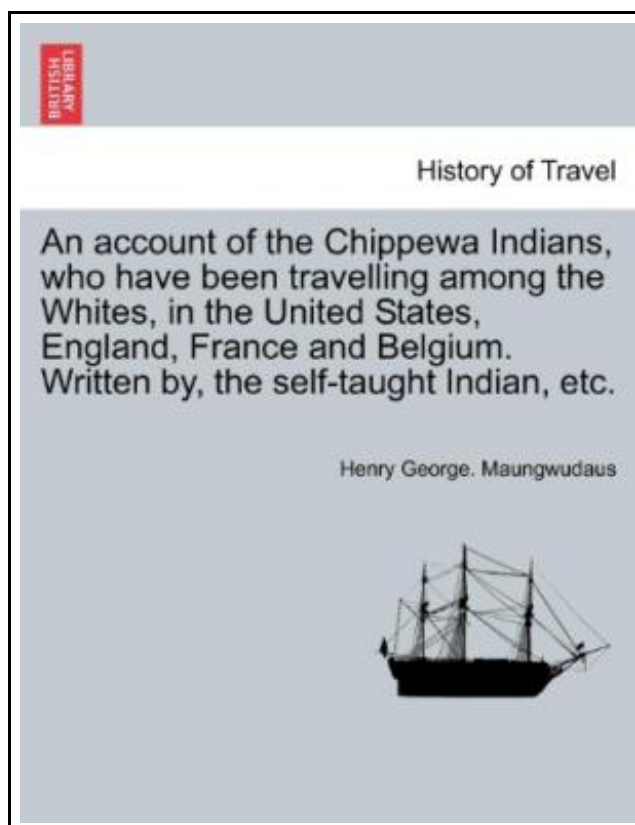 BRITISH
LIBRARY
History of Travel
An account of the Chippewa Indians,
who have been travelling among the
Whites, in the United States,
England, France and Belgium.
Written by, the self-taught Indian, etc.
Henry George. Maungwudaus